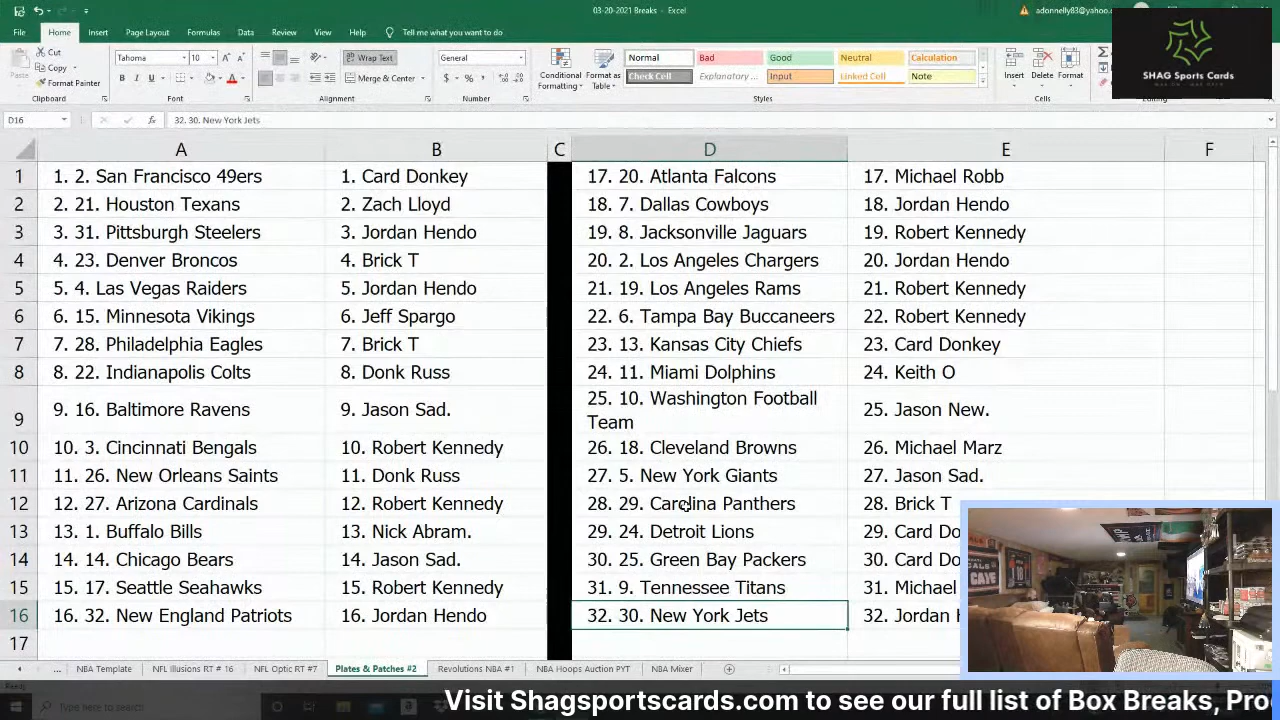 03-20-2021 Breaks - Excel
adonnelly83@yahoo.c
File Home Insert Page Layout Formulas Data Review View Help Tell me what you want to do
Cut
Copy
Format Painter
Paste
Clipboard
Tahoma 10
B I U
Font
Wrap Text
Merge & Center
Alignment
General
$ % ,
Number
Conditional Formatting
Format as Table
Normal Bad Good Neutral Calculation
Check Cell Explanatory ... Input Linked Cell Note
Styles
Insert Delete Format
Cells
SHAG Sports Cards
D16 fx 32. 30. New York Jets
A B C D E F
1 1. 2. San Francisco 49ers 1. Card Donkey 17. 20. Atlanta Falcons 17. Michael Robb
2 2. 21. Houston Texans 2. Zach Lloyd 18. 7. Dallas Cowboys 18. Jordan Hendo
3 3. 31. Pittsburgh Steelers 3. Jordan Hendo 19. 8. Jacksonville Jaguars 19. Robert Kennedy
4 4. 23. Denver Broncos 4. Brick T 20. 2. Los Angeles Chargers 20. Jordan Hendo
5 5. 4. Las Vegas Raiders 5. Jordan Hendo 21. 19. Los Angeles Rams 21. Robert Kennedy
6 6. 15. Minnesota Vikings 6. Jeff Spargo 22. 6. Tampa Bay Buccaneers 22. Robert Kennedy
7 7. 28. Philadelphia Eagles 7. Brick T 23. 13. Kansas City Chiefs 23. Card Donkey
8 8. 22. Indianapolis Colts 8. Donk Russ 24. 11. Miami Dolphins 24. Keith O
9 9. 16. Baltimore Ravens 9. Jason Sad. 25. 10. Washington Football Team 25. Jason New.
10 10. 3. Cincinnati Bengals 10. Robert Kennedy 26. 18. Cleveland Browns 26. Michael Marz
11 11. 26. New Orleans Saints 11. Donk Russ 27. 5. New York Giants 27. Jason Sad.
12 12. 27. Arizona Cardinals 12. Robert Kennedy 28. 29. Carolina Panthers 28. Brick T
13 13. 1. Buffalo Bills 13. Nick Abram. 29. 24. Detroit Lions 29. Card Do
14 14. 14. Chicago Bears 14. Jason Sad. 30. 25. Green Bay Packers 30. Card Do
15 15. 17. Seattle Seahawks 15. Robert Kennedy 31. 9. Tennessee Titans 31. Michael
16 16. 32. New England Patriots 16. Jordan Hendo 32. 30. New York Jets 32. Jordan H
17
... NBA Template NFL Illusions RT # 16 NFL Optic RT #7 Plates & Patches #2 Revolutions NBA #1 NBA Hoops Auction PYT NBA Mixer
CAVE
Type here to search
Visit Shagsportscards.com to see our full list of Box Breaks, Pro